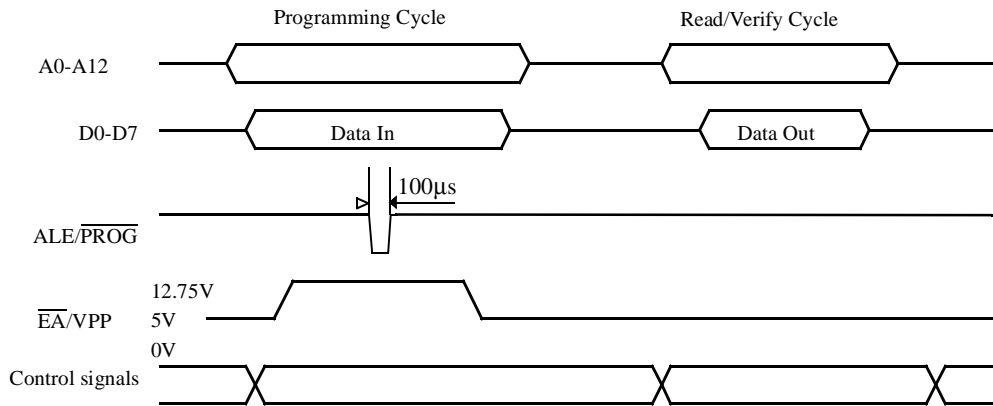 Programming Cycle
Read/Verify Cycle
A0-A12
D0-D7
Data In
Data Out
100μs
ALE/PROG
12.75V
EA/VPP
5V
0V
Control signals